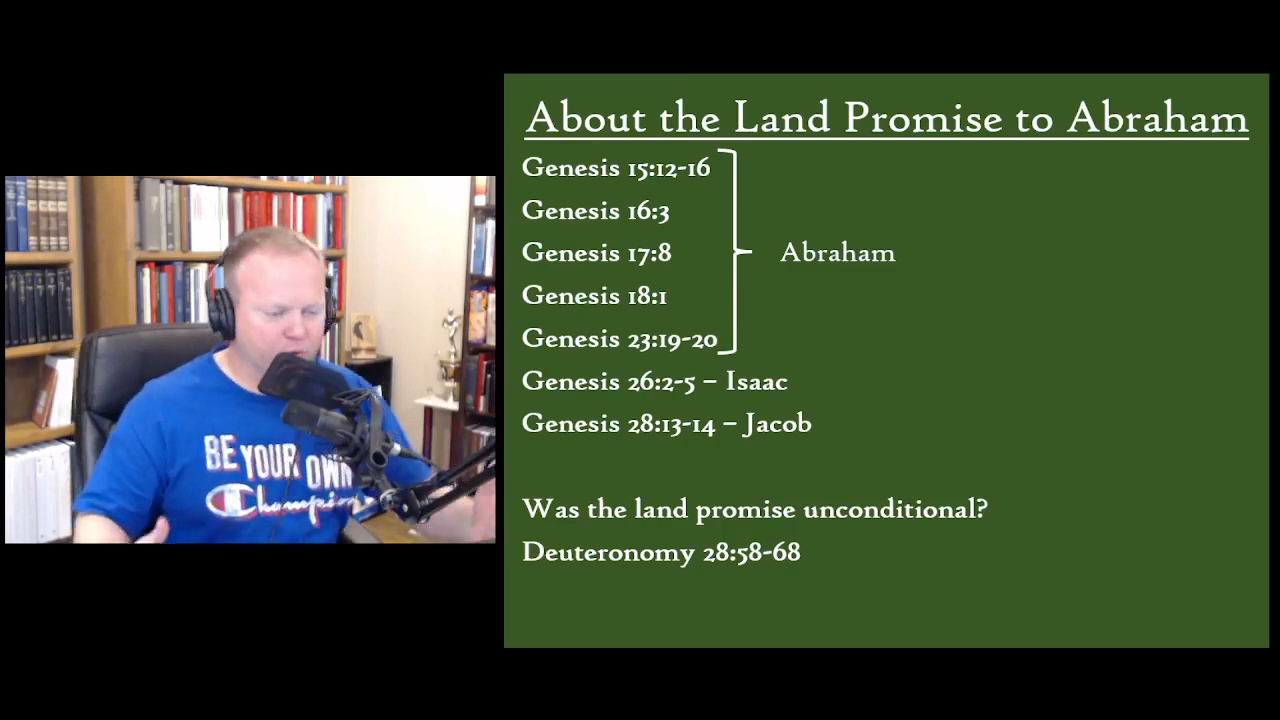 About the Land Promise to Abraham
Genesis 15:12-16
Genesis 16:3
Genesis 17:8
Abraham
Genesis 18:1
Genesis 23:19-20
Genesis 26:2-5 – Isaac
Genesis 28:13-14 – Jacob
Was the land promise unconditional?
Deuteronomy 28:58-68
BE YOUR OWN
Champion